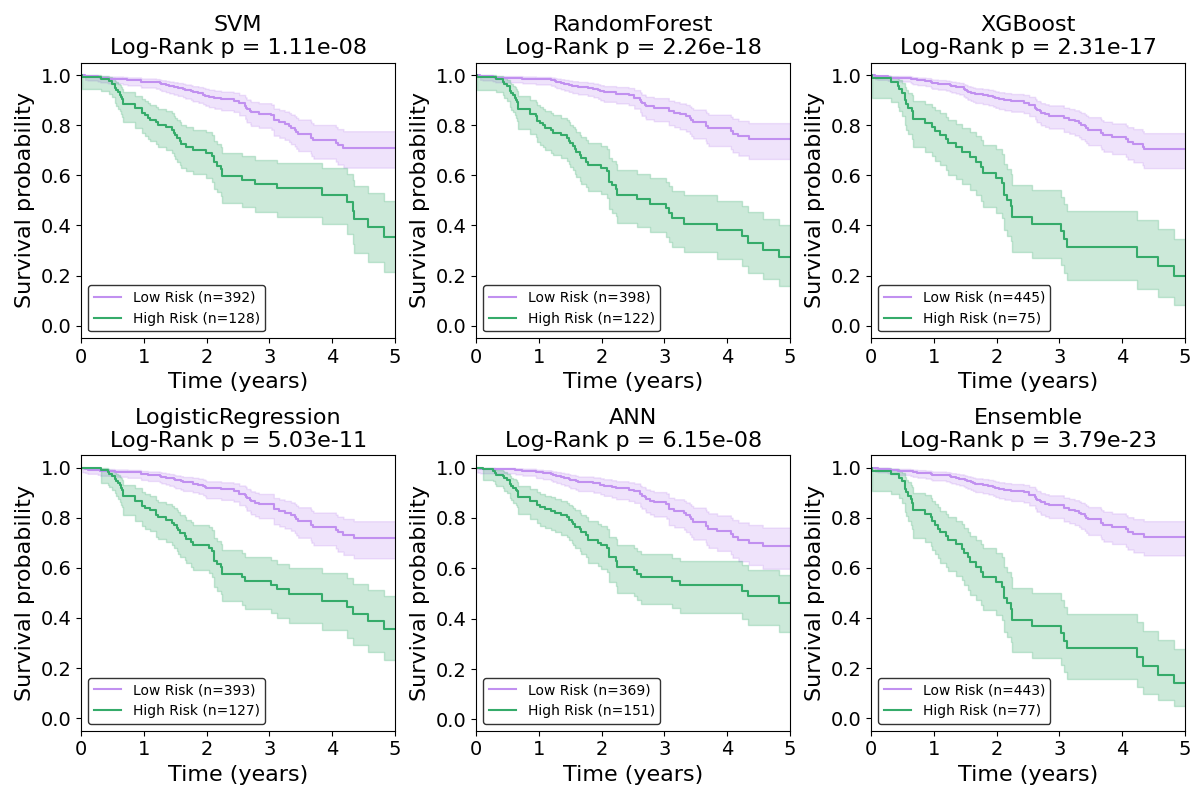 SVM
Log-Rank p = 1.11e-08
Survival probability
1.0
0.8
0.6
0.4
0.2
0.0
Low Risk (n=392)
High Risk (n=128)
0 1 2 3 4 5
Time (years)
RandomForest
Log-Rank p = 2.26e-18
Survival probability
1.0
0.8
0.6
0.4
0.2
0.0
Low Risk (n=398)
High Risk (n=122)
0 1 2 3 4 5
Time (years)
XGBoost
Log-Rank p = 2.31e-17
Survival probability
1.0
0.8
0.6
0.4
0.2
0.0
Low Risk (n=445)
High Risk (n=75)
0 1 2 3 4 5
Time (years)
LogisticRegression
Log-Rank p = 5.03e-11
Survival probability
1.0
0.8
0.6
0.4
0.2
0.0
Low Risk (n=393)
High Risk (n=127)
0 1 2 3 4 5
Time (years)
ANN
Log-Rank p = 6.15e-08
Survival probability
1.0
0.8
0.6
0.4
0.2
0.0
Low Risk (n=369)
High Risk (n=151)
0 1 2 3 4 5
Time (years)
Ensemble
Log-Rank p = 3.79e-23
Survival probability
1.0
0.8
0.6
0.4
0.2
0.0
Low Risk (n=443)
High Risk (n=77)
0 1 2 3 4 5
Time (years)